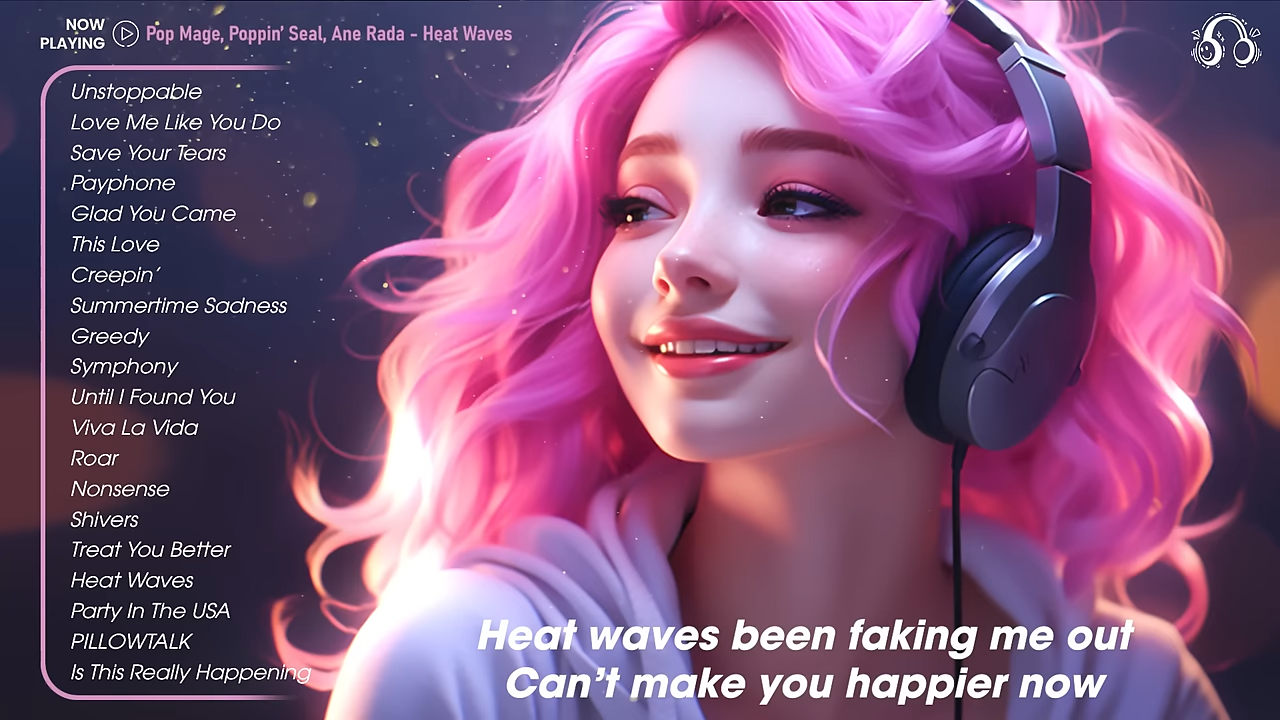 NOW
PLAYING
Pop Mage, Poppin' Seal, Ane Rada - Heat Waves
Unstoppable
Love Me Like You Do
Save Your Tears
Payphone
Glad You Came
This Love
Creepin'
Summertime Sadness
Greedy
Symphony
Until I Found You
Viva La Vida
Roar
Nonsense
Shivers
Treat You Better
Heat Waves
Party In The USA
PILLOWTALK
Is This Really Happening
Heat waves been faking me out
Can't make you happier now